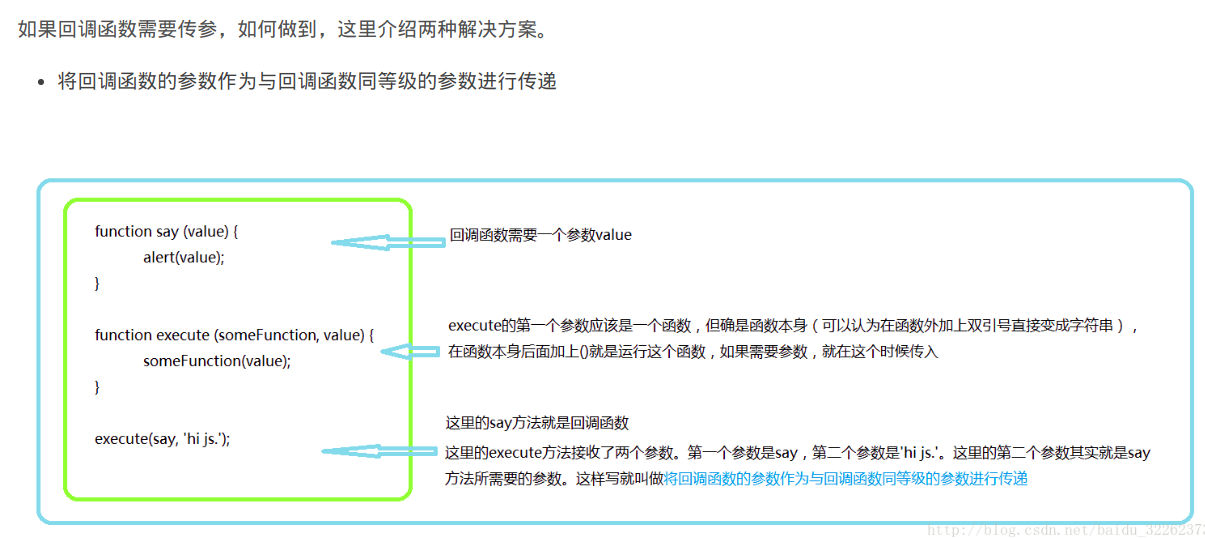 如果回调函数需要传参，如何做到，这里介绍两种解决方案。
• 将回调函数的参数作为与回调函数同等级的参数进行传递
function say (value) {
alert(value);
}
回调函数需要一个参数value
function execute (someFunction, value) {
someFunction(value);
}
execute的第一个参数应该是一个函数，但确是函数本身（可以认为在函数外加上双引号直接变成字符串），
在函数本身后面加上()就是运行这个函数，如果需要参数，就在这个时候传入
execute(say, 'hi js.');
这里的say方法就是回调函数
这里的execute方法接收了两个参数。第一个参数是say，第二个参数是'hi js.'。这里的第二个参数其实就是say
方法所需要的参数。这样写就叫做将回调函数的参数作为与回调函数同等级的参数进行传递
http://blog.csdn.net/baidu_32262373